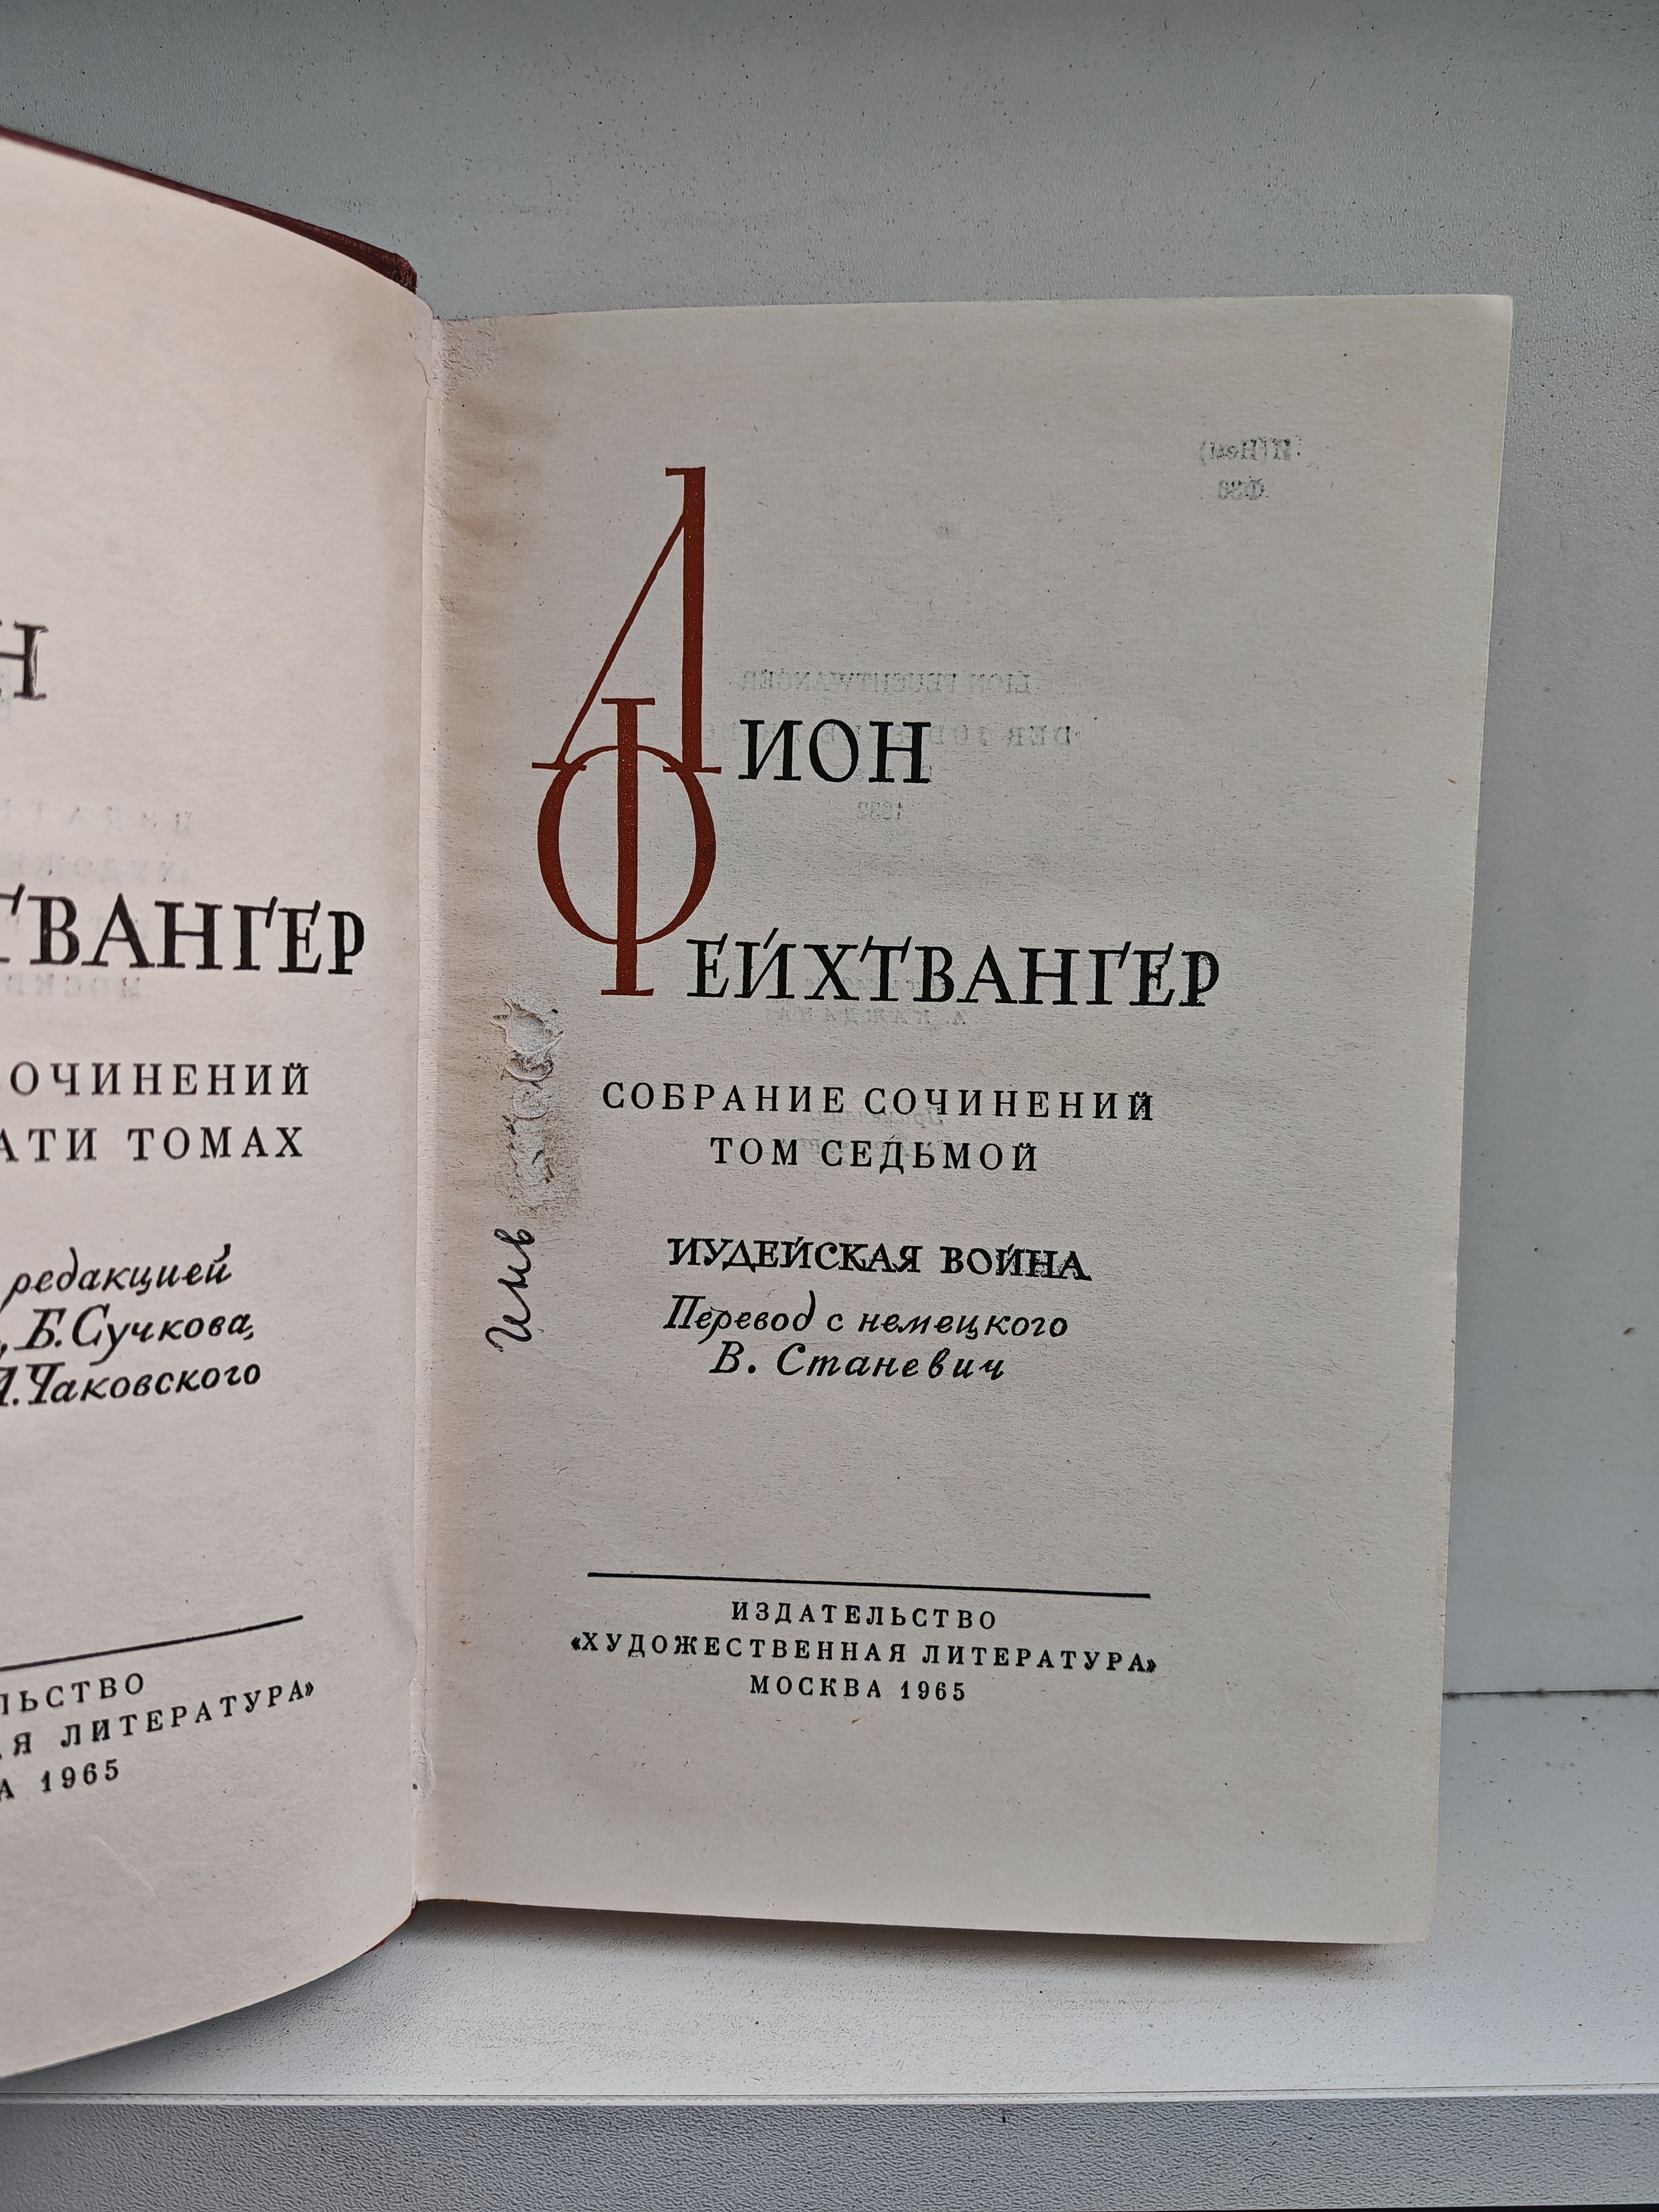 Н
ТВАНГЕР
ОЧИНЕНИЙ
АТИ ТОМАХ
редакцией
Б. Сучкова,
Чаковского
ЛЬСТВО
Я ЛИТЕРАТУРА»
А 1965
ЛИОН
ФЕЙХТВАНГЕР
СОБРАНИЕ СОЧИНЕНИЙ
ТОМ СЕДЬМОЙ
ИУДЕЙСКАЯ ВОЙНА
Перевод с немецкого
В. Станевич
ИЗДАТЕЛЬСТВО
«ХУДОЖЕСТВЕННАЯ ЛИТЕРАТУРА»
МОСКВА 1965